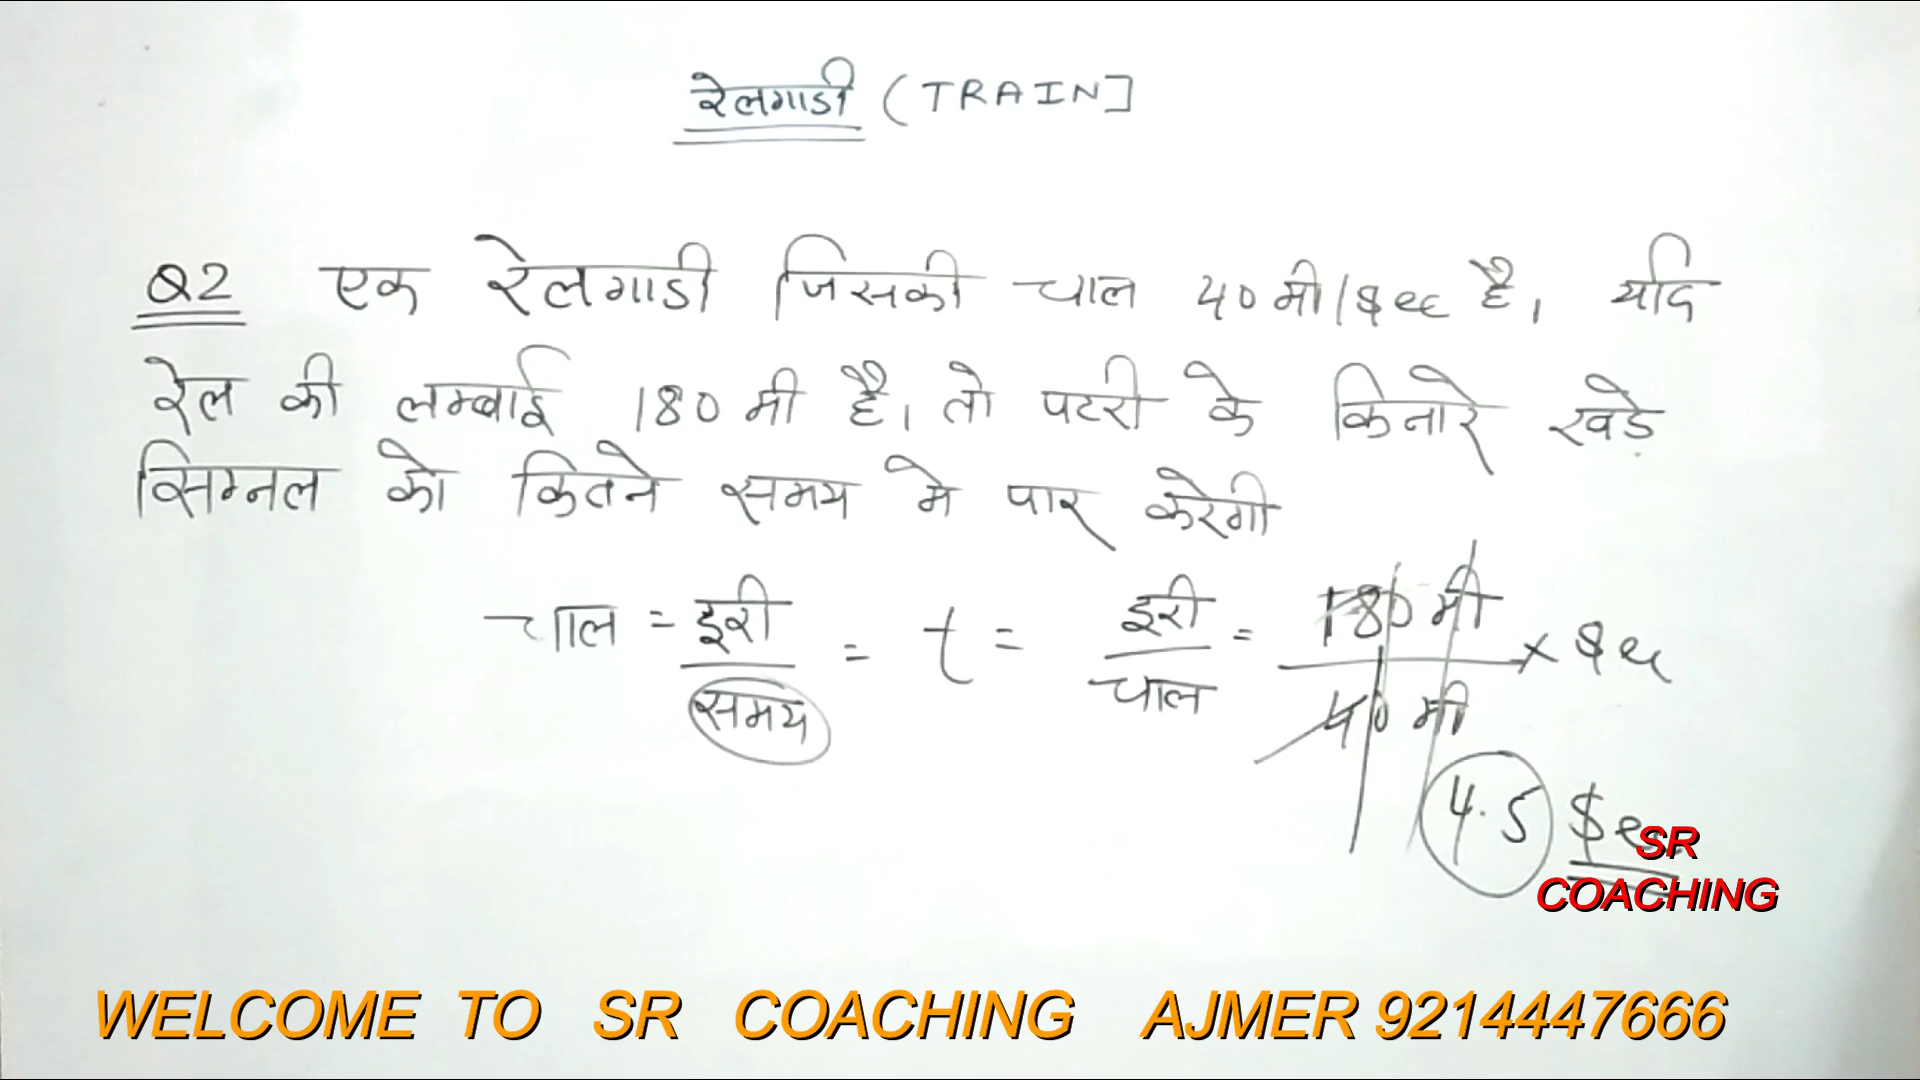 रेलगाडी (TRAIN]
Q2 एक रेलगाडी जिसकी चाल 40 मी/sec है, यदि
रेल की लम्बाई 180 मी है। तो पटरी के किनारे खड़े
सिग्नल को कितने समय मे पार करेगी
चाल = दूरी / समय = t = दूरी / चाल = 180 मी / 40 मी × sec
4.5 Sec
SR
COACHING
WELCOME TO SR COACHING AJMER 9214447666